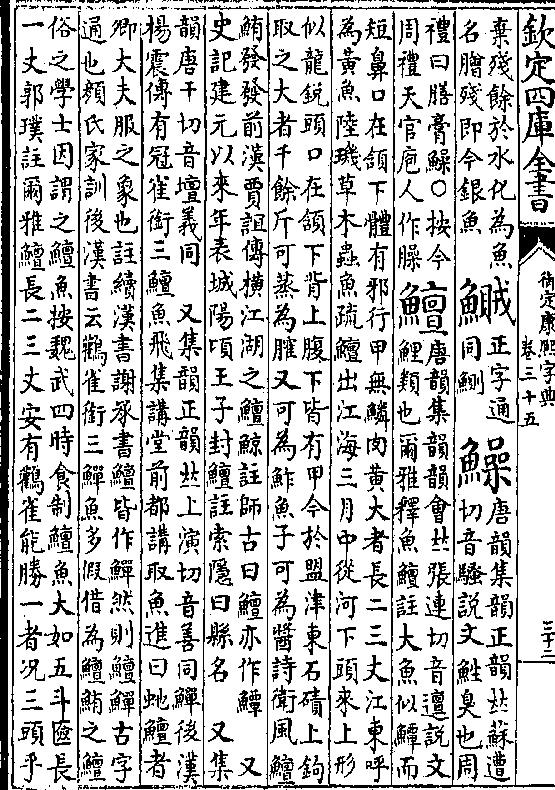 欽定四庫全書
御定康熙字典
卷三十五
三十二
棄殘餘於水化為魚
名膾殘即今銀魚
䲅
正字通
同鰂
鱢
唐韻集韻正韻𠀤蘇遭
切音騷説文鮏臭也周
禮曰膳膏鱢〇按今
周禮天官庖人作臊
鱣
唐韻集韻韻會𠀤張連切音邅説文
鯉類也爾雅釋魚鱣註大魚似鱏而
短鼻口在頷下體有邪行甲無鱗肉黄大者長二三丈江東呼
為黄魚陸璣草木蟲魚疏鱣出江海三月中從河下頭來上形
似龍銳頭口在頷下背上腹下皆有甲今於盟津東石磧上鉤
取之大者千餘斤可蒸為臛又可為鮓魚子可為醬詩衛風鱣
鮪發發前漢賈誼傳横江湖之鱣鯨註師古曰鱣亦作鱏 又
史記建元以來年表城陽頃王子封鱣註索隱曰縣名 又集
韻唐干切音壇義同 又集韻正韻𠀤上演切音善同鱓後漢
楊震傳有冠雀銜三鱣魚飛集講堂前都講取魚進曰虵鱣者
卿大夫服之象也註續漢書謝承書鱣皆作鱓然則鱣鱓古字
通也顔氏家訓後漢書云鸛雀銜三鱓魚多假借為鱣鮪之鱣
俗之學士因謂之鱣魚按魏武四時食制鱣魚大如五斗匳長
一丈郭璞註爾雅鱣長二三丈安有鸛雀能勝一者况三頭乎